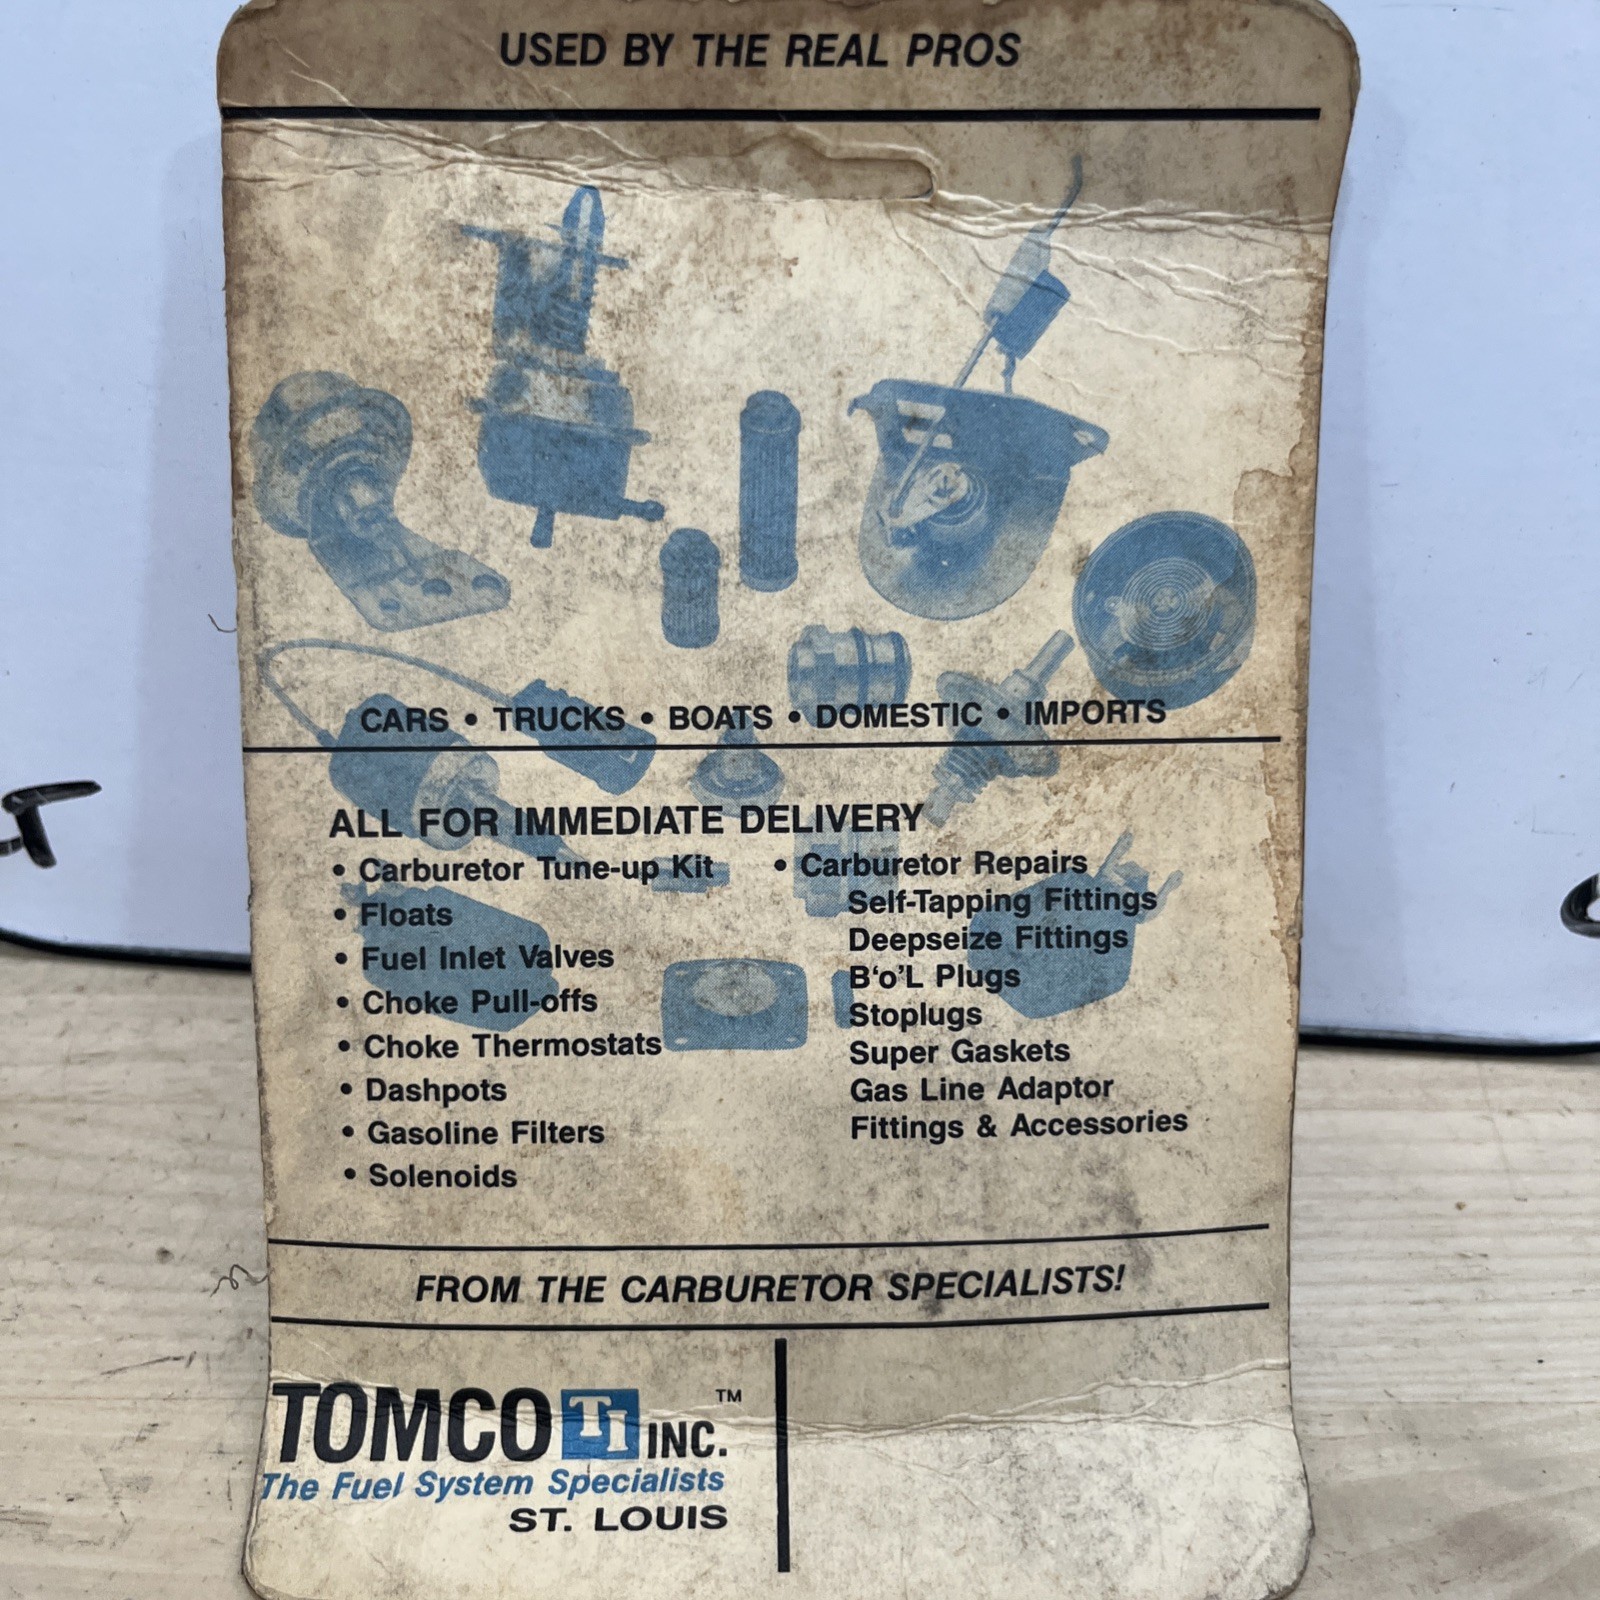 USED BY THE REAL PROS
CARS • TRUCKS • BOATS • DOMESTIC • IMPORTS
ALL FOR IMMEDIATE DELIVERY
• Carburetor Tune-up Kit
• Floats
• Fuel Inlet Valves
• Choke Pull-offs
• Choke Thermostats
• Dashpots
• Gasoline Filters
• Solenoids
• Carburetor Repairs
Self-Tapping Fittings
Deepseize Fittings
B‘o’L Plugs
Stoplugs
Super Gaskets
Gas Line Adaptor
Fittings & Accessories
FROM THE CARBURETOR SPECIALISTS!
TOMCO TI INC.™
The Fuel System Specialists
ST. LOUIS